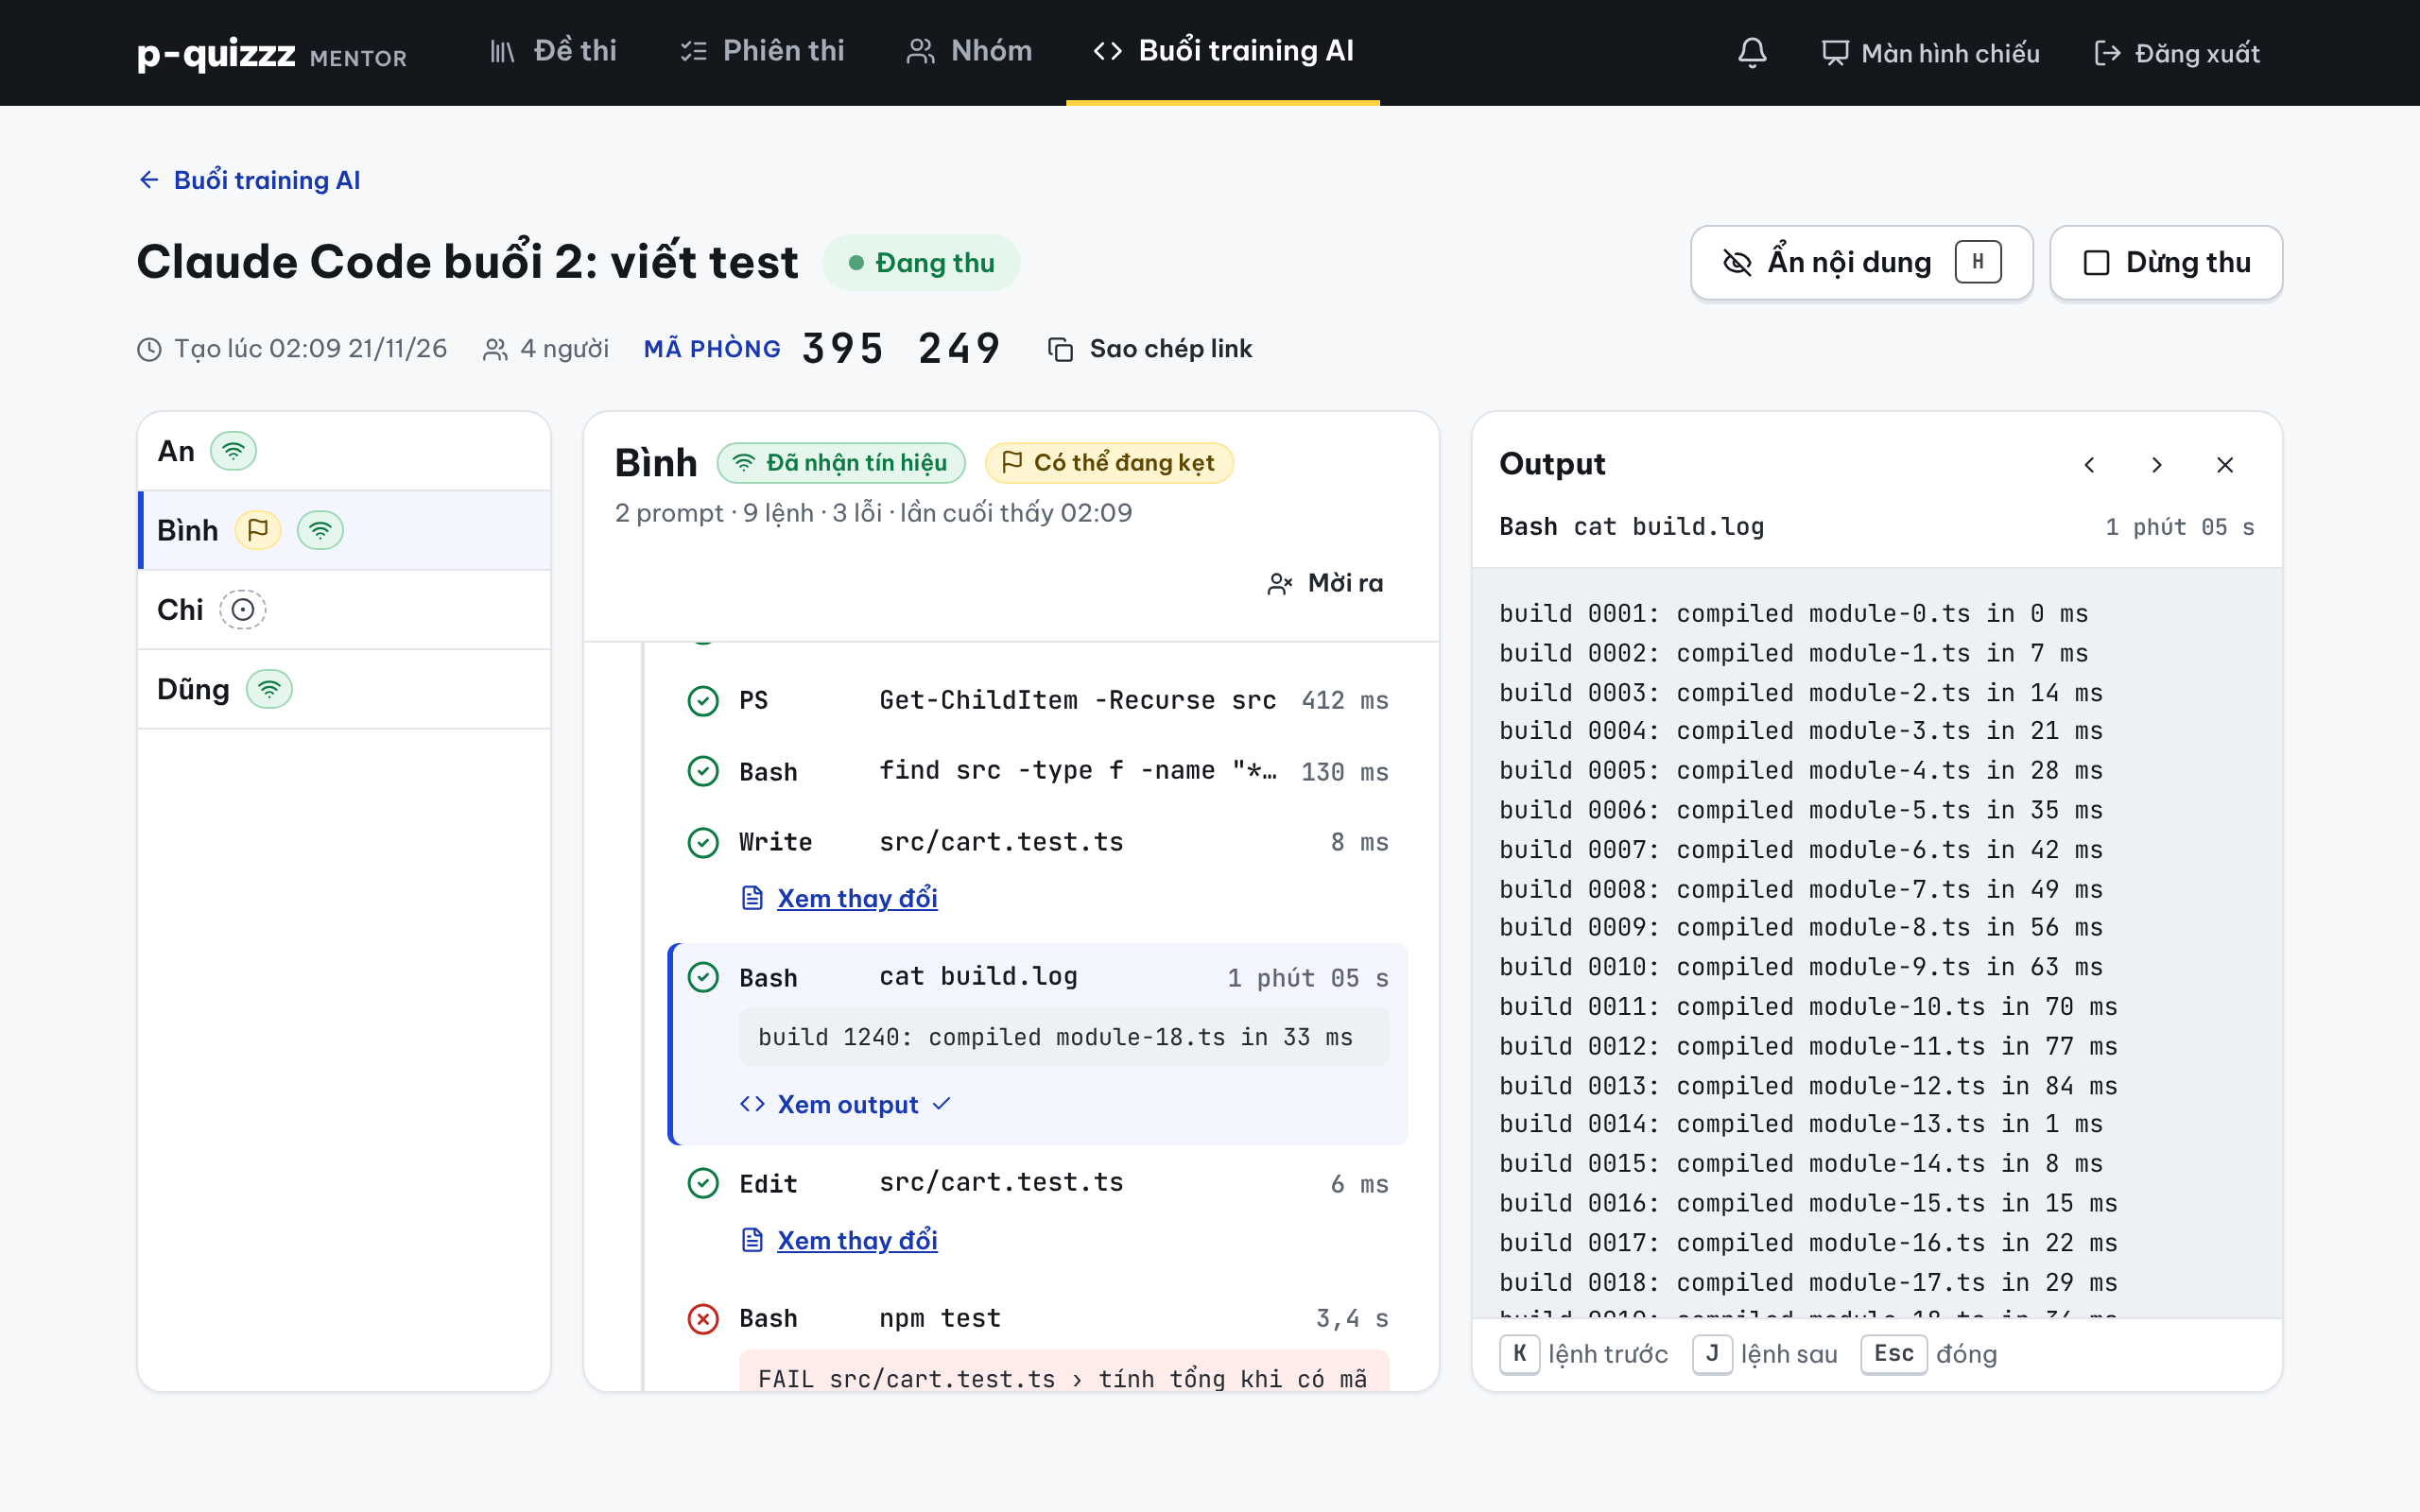 p-quizzz MENTOR
Đề thi
Phiên thi
Nhóm
Buổi training AI
Màn hình chiếu
Đăng xuất
Buổi training AI
Claude Code buổi 2: viết test
Đang thu
Ẩn nội dung H
Dừng thu
Tạo lúc 02:09 21/11/26
4 người
MÃ PHÒNG 395 249
Sao chép link
An
Bình
Chi
Dũng
Bình
Đã nhận tín hiệu
Có thể đang kẹt
2 prompt · 9 lệnh · 3 lỗi · lần cuối thấy 02:09
Mời ra
PS Get-ChildItem -Recurse src 412 ms
Bash find src -type f -name "*… 130 ms
Write src/cart.test.ts 8 ms
Xem thay đổi
Bash cat build.log 1 phút 05 s
build 1240: compiled module-18.ts in 33 ms
Xem output
Edit src/cart.test.ts 6 ms
Xem thay đổi
Bash npm test 3,4 s
FAIL src/cart.test.ts › tính tổng khi có mã
Output
Bash cat build.log 1 phút 05 s
build 0001: compiled module-0.ts in 0 ms
build 0002: compiled module-1.ts in 7 ms
build 0003: compiled module-2.ts in 14 ms
build 0004: compiled module-3.ts in 21 ms
build 0005: compiled module-4.ts in 28 ms
build 0006: compiled module-5.ts in 35 ms
build 0007: compiled module-6.ts in 42 ms
build 0008: compiled module-7.ts in 49 ms
build 0009: compiled module-8.ts in 56 ms
build 0010: compiled module-9.ts in 63 ms
build 0011: compiled module-10.ts in 70 ms
build 0012: compiled module-11.ts in 77 ms
build 0013: compiled module-12.ts in 84 ms
build 0014: compiled module-13.ts in 1 ms
build 0015: compiled module-14.ts in 8 ms
build 0016: compiled module-15.ts in 15 ms
build 0017: compiled module-16.ts in 22 ms
build 0018: compiled module-17.ts in 29 ms
K lệnh trước J lệnh sau Esc đóng